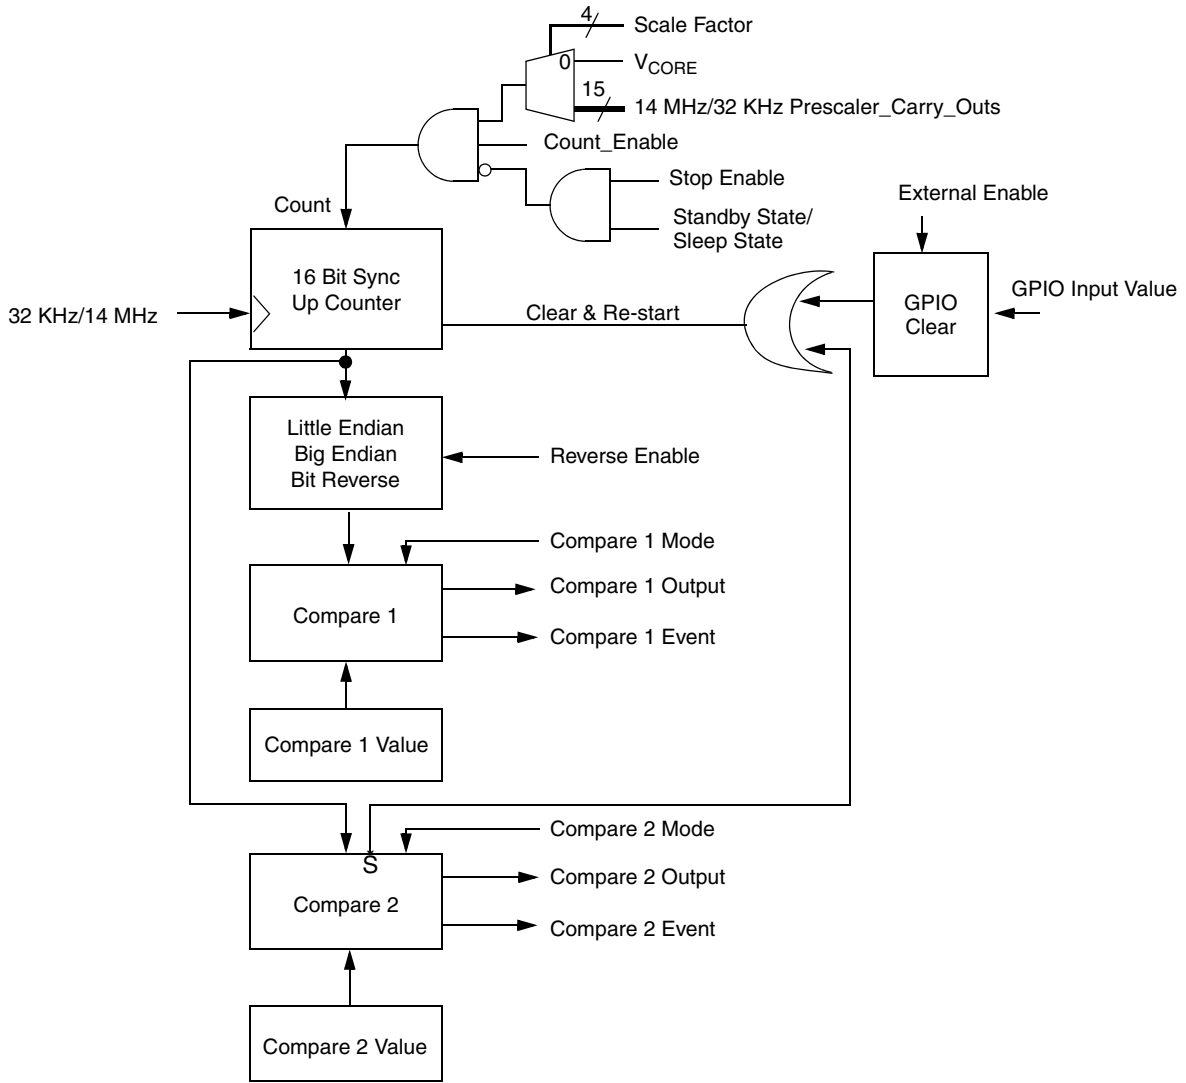 4
Scale Factor
0
VCORE
15
14 MHz/32 KHz Prescaler_Carry_Outs
Count_Enable
Stop Enable
Standby State/
Sleep State
External Enable
Count
16 Bit Sync
Up Counter
32 KHz/14 MHz
Clear & Re-start
GPIO
Clear
GPIO Input Value
Little Endian
Big Endian
Bit Reverse
Reverse Enable
Compare 1 Mode
Compare 1 Output
Compare 1
Compare 1 Event
Compare 1 Value
Compare 2 Mode
S
Compare 2 Output
Compare 2
Compare 2 Event
Compare 2 Value